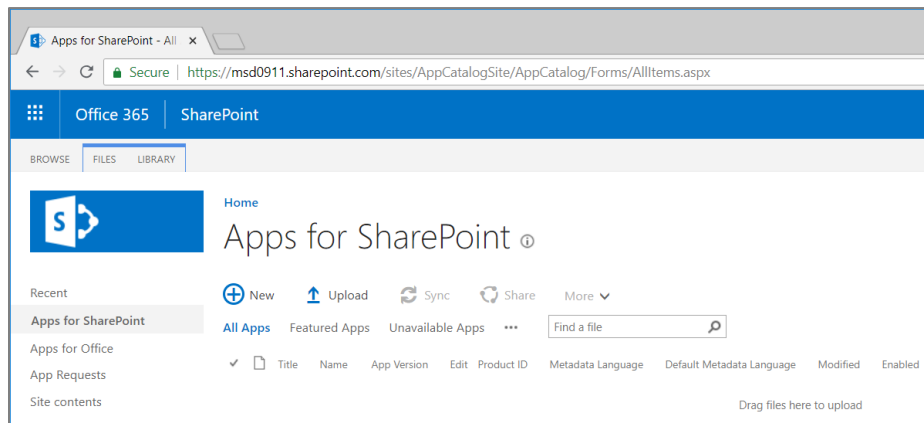 Apps for SharePoint - All
Secure | https://msd0911.sharepoint.com/sites/AppCatalogSite/AppCatalog/Forms/AllItems.aspx
Office 365 SharePoint
BROWSE FILES LIBRARY
S
Home
Apps for SharePoint
New Upload Sync Share More
All Apps Featured Apps Unavailable Apps ••• Find a file
Title Name App Version Edit Product ID Metadata Language Default Metadata Language Modified Enabled
Drag files here to upload
Recent
Apps for SharePoint
Apps for Office
App Requests
Site contents